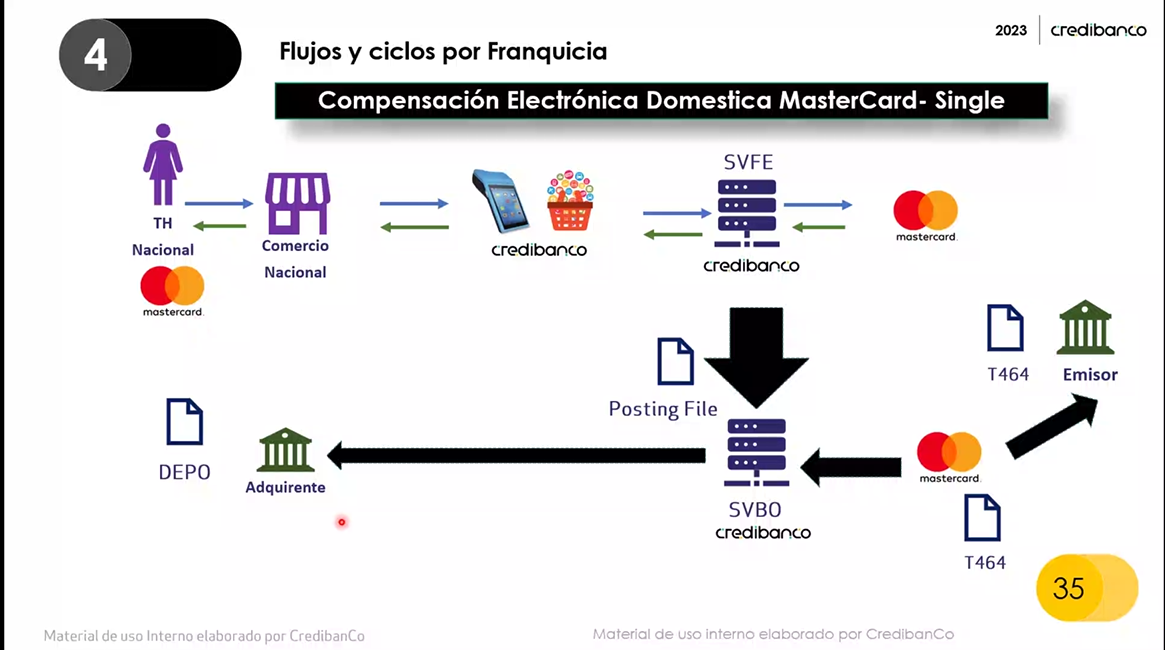 4
Flujos y ciclos por Franquicia
2023
credibanco
Compensación Electrónica Domestica MasterCard- Single
TH
Nacional
mastercard.
Comercio
Nacional
credibanco
SVFE
credibanco
mastercard.
Posting File
T464
Emisor
DEPO
Adquirente
SVBO
credibanco
mastercard.
T464
35
Material de uso Interno elaborado por CredibanCo
Material de uso interno elaborado por CredibanCo